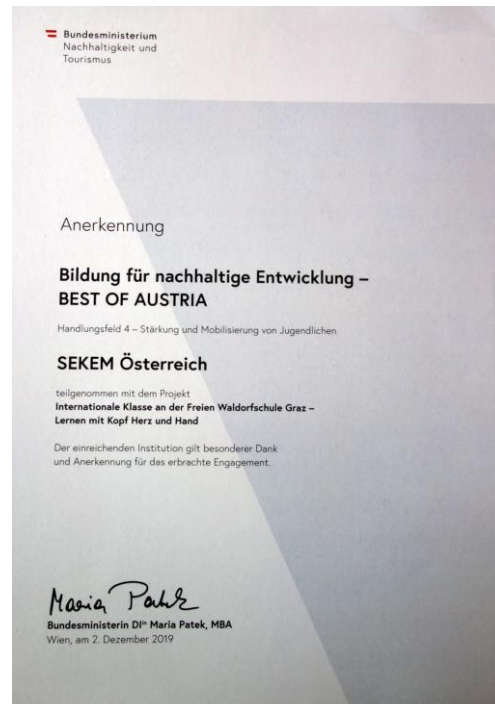 Bundesministerium
Nachhaltigkeit und
Tourismus
Anerkennung
Bildung für nachhaltige Entwicklung –
BEST OF AUSTRIA
Handlungsfeld 4 – Stärkung und Mobilisierung von Jugendlichen
SEKEM Österreich
teilgenommen mit dem Projekt
Internationale Klasse an der Freien Waldorfschule Graz –
Lernen mit Kopf Herz und Hand
Der einreichenden Institution gilt besonderer Dank
und Anerkennung für das erbrachte Engagement.
Maria Patek
Bundesministerin DIⁱⁿ Maria Patek, MBA
Wien, am 2. Dezember 2019